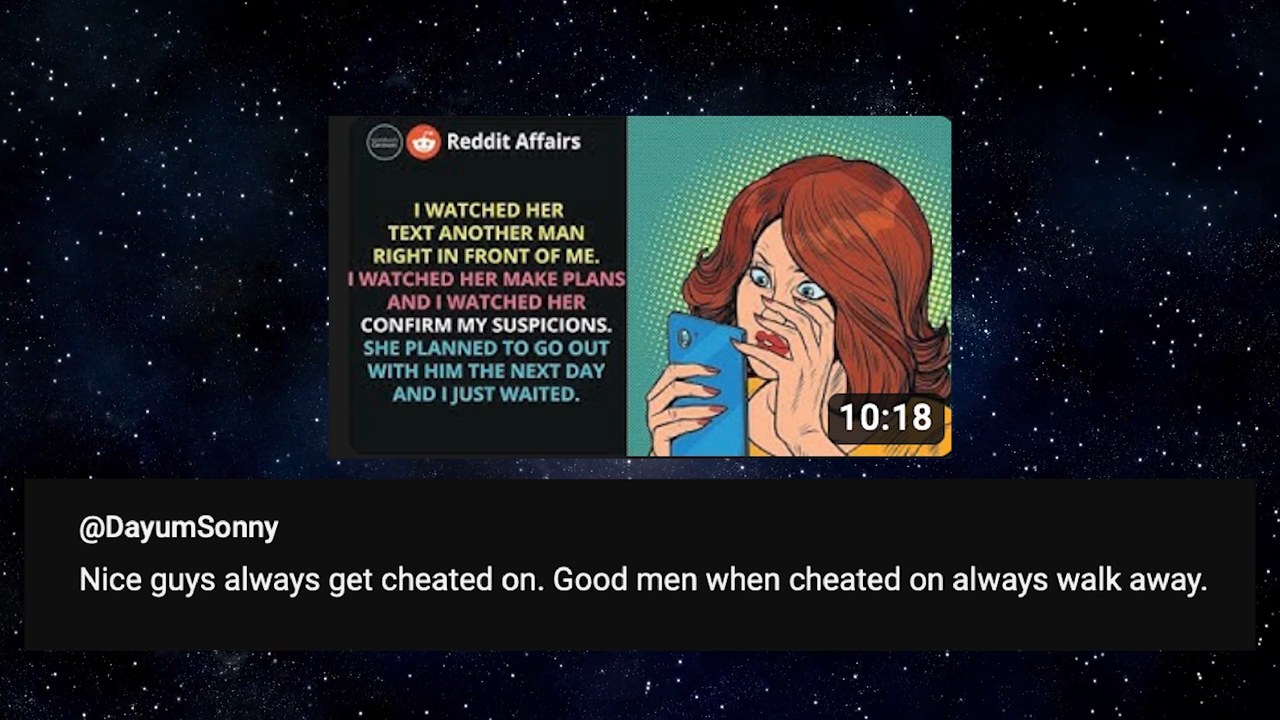 Reddit Affairs
I WATCHED HER
TEXT ANOTHER MAN
RIGHT IN FRONT OF ME.
I WATCHED HER MAKE PLANS
AND I WATCHED HER
CONFIRM MY SUSPICIONS.
SHE PLANNED TO GO OUT
WITH HIM THE NEXT DAY
AND I JUST WAITED.
10:18
@DayumSonny
Nice guys always get cheated on. Good men when cheated on always walk away.